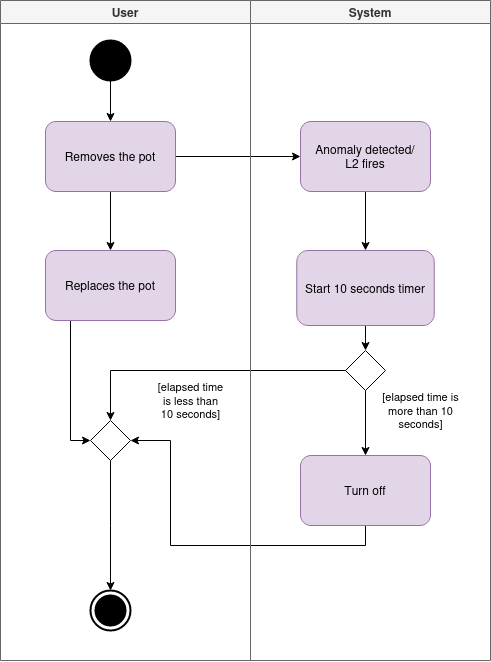 User
System
Removes the pot
Anomaly detected/
L2 fires
Replaces the pot
Start 10 seconds timer
[elapsed time
is less than
10 seconds]
[elapsed time is
more than 10
seconds]
Turn off